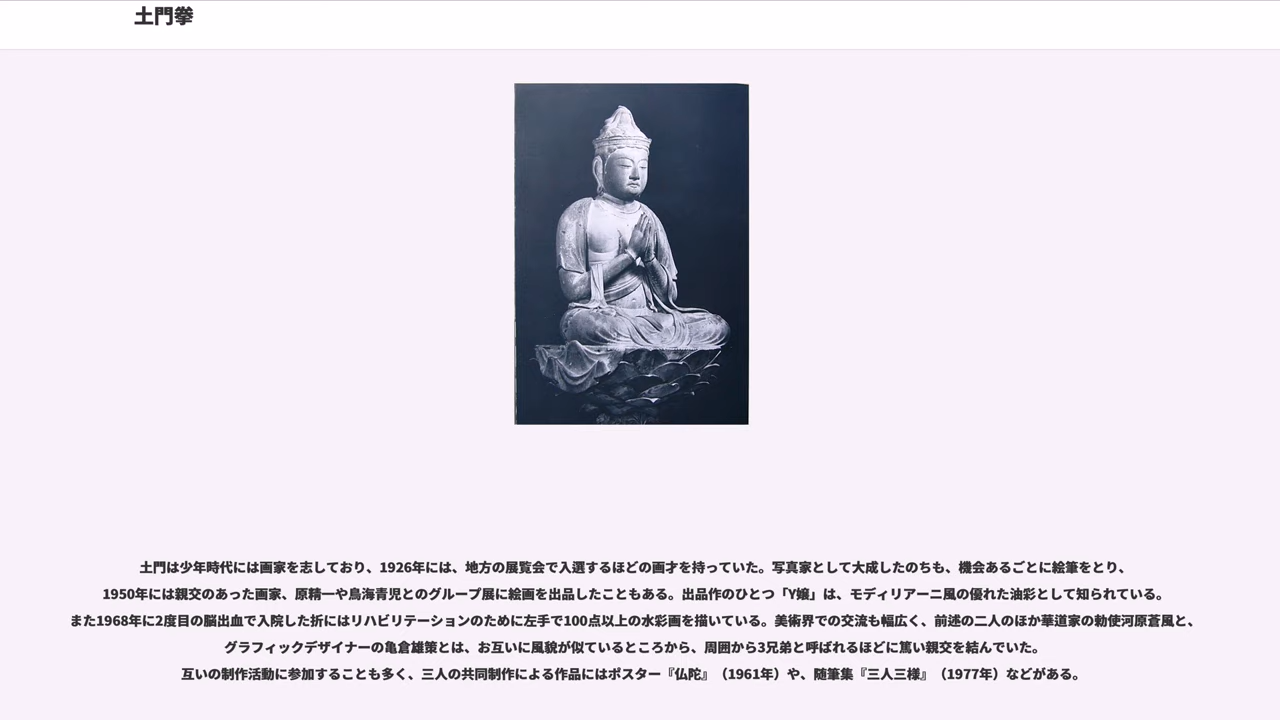 土門拳
土門は少年時代には画家を志しており、1926年には、地方の展覧会で入選するほどの画才を持っていた。写真家として大成したのちも、機会あるごとに絵筆をとり、
1950年には親交のあった画家、原精一や鳥海青児とのグループ展に絵画を出品したこともある。出品作のひとつ「Y嬢」は、モディリアーニ風の優れた油彩として知られている。
また1968年に2度目の脳出血で入院した折にはリハビリテーションのために左手で100点以上の水彩画を描いている。美術界での交流も幅広く、前述の二人のほか華道家の勅使河原蒼風と、
グラフィックデザイナーの亀倉雄策とは、お互いに風貌が似ているところから、周囲から3兄弟と呼ばれるほどに篤い親交を結んでいた。
互いの制作活動に参加することも多く、三人の共同制作による作品にはポスター『仏陀』（1961年）や、随筆集『三人三様』（1977年）などがある。